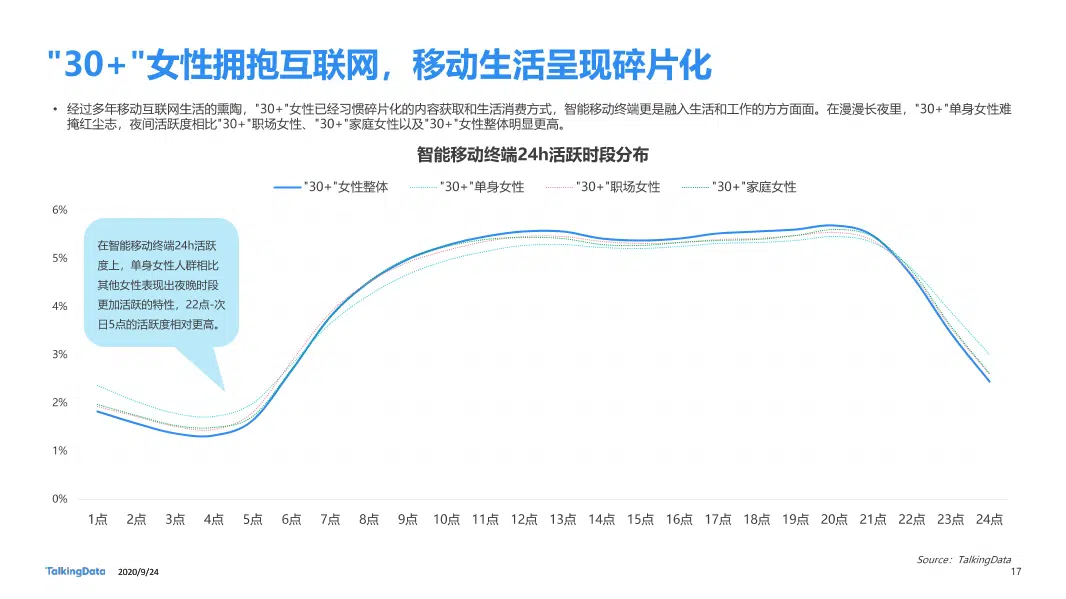 "30+"女性拥抱互联网，移动生活呈现碎片化
• 经过多年移动互联网生活的熏陶，"30+"女性已经习惯碎片化的内容获取和生活消费方式，智能移动终端更是融入生活和工作的方方面面。在漫漫长夜里，"30+"单身女性难
掩红尘志，夜间活跃度相比"30+"职场女性、"30+"家庭女性以及"30+"女性整体明显更高。
智能移动终端24h活跃时段分布
"30+"女性整体 "30+"单身女性 "30+"职场女性 "30+"家庭女性
6%
5%
4%
3%
2%
1%
0%
在智能移动终端24h活跃
度上，单身女性人群相比
其他女性表现出夜晚时段
更加活跃的特性，22点-次
日5点的活跃度相对更高。
1点 2点 3点 4点 5点 6点 7点 8点 9点 10点 11点 12点 13点 14点 15点 16点 17点 18点 19点 20点 21点 22点 23点 24点
Source：TalkingData
TalkingData 2020/9/24
17